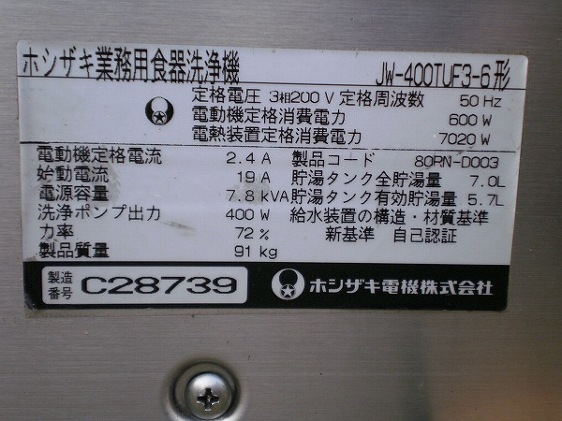 ホシザキ業務用食器洗浄機 JW-400TUF3-6形
定格電圧 3相200V 定格周波数 50Hz
電動機定格消費電力 600W
電熱装置定格消費電力 7020W
電動機定格電流 2.4A 製品コード 80RN-D003
始動電流 19A 貯湯タンク全貯湯量 7.0L
電源容量 7.8kVA 貯湯タンク有効貯湯量 5.7L
洗浄ポンプ出力 400W 給水装置の構造・材質基準
力率 72% 新基準 自己認証
製品質量 91kg
製造番号 C28739 ホシザキ電機株式会社